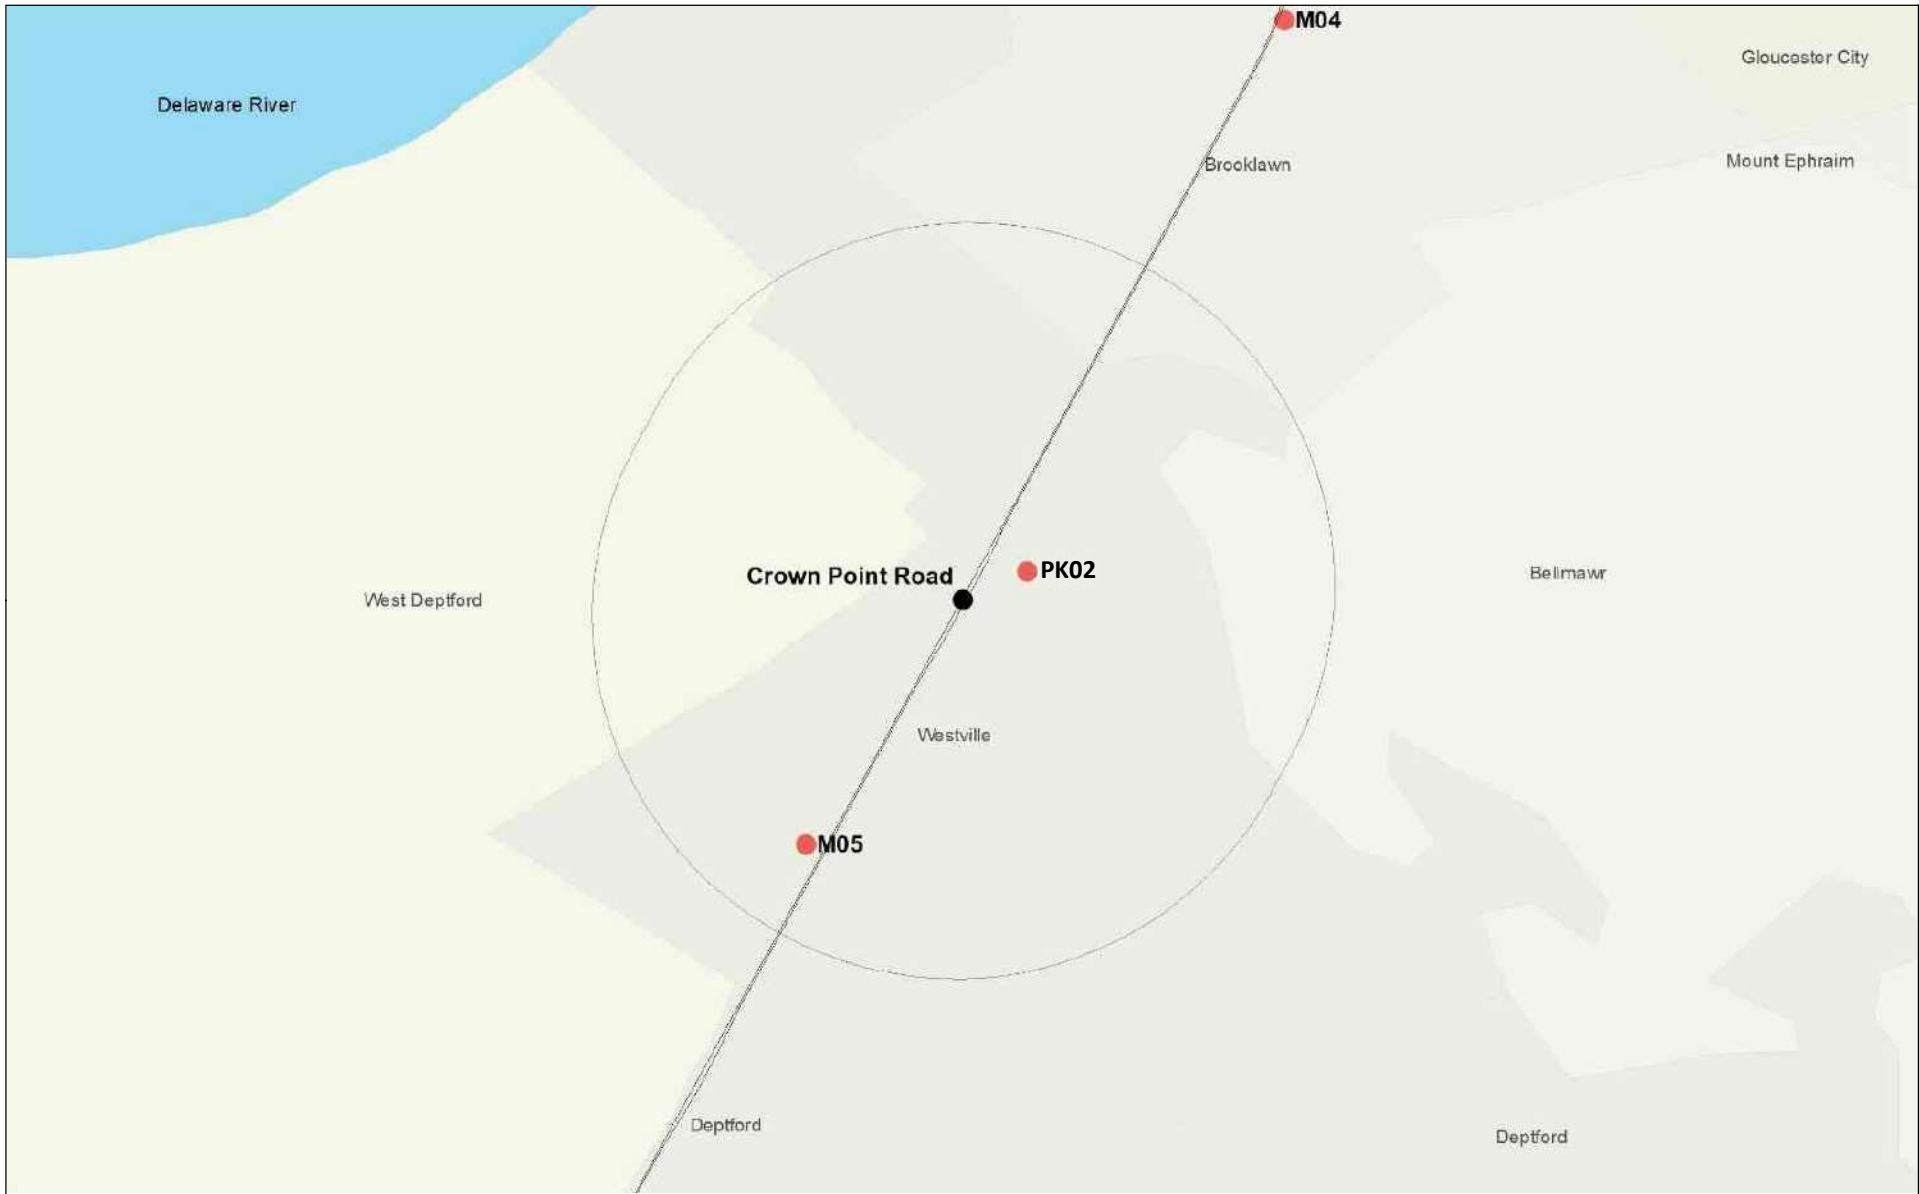 M04
Gloucester City
Delaware River
Mount Ephraim
Brooklawn
PK02
Crown Point Road
Bellmawr
West Deptford
Westville
M05
Deptford
Deptford